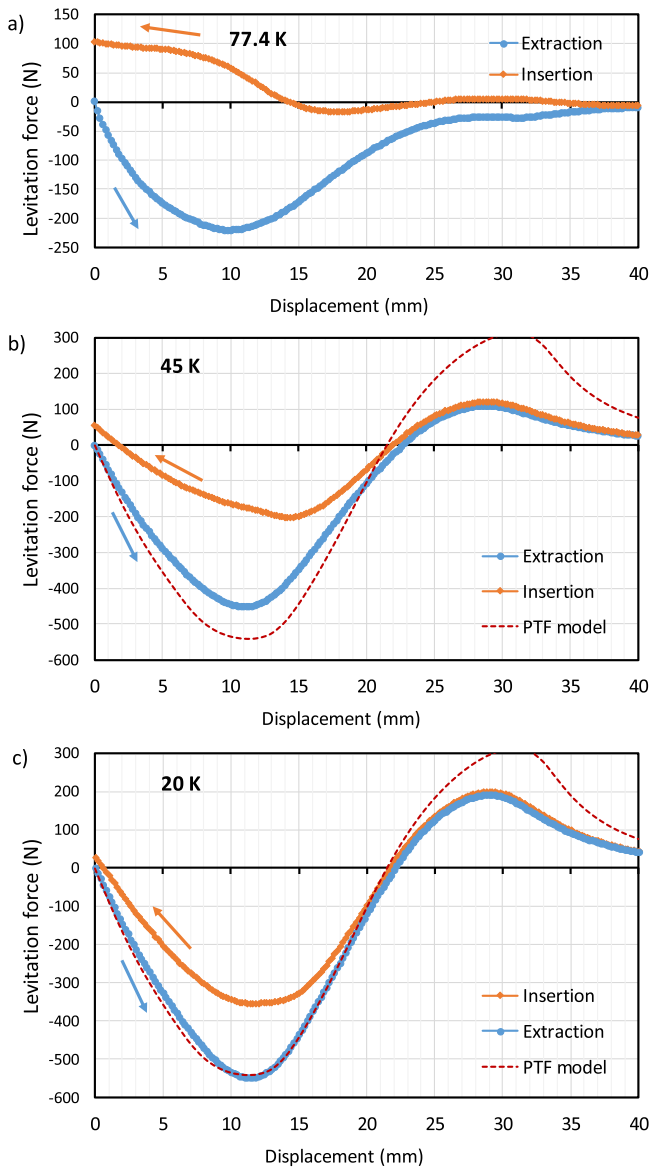 a)
77.4 K
Levitation force (N)
150
100
50
0
-50
-100
-150
-200
-250
Extraction
Insertion
0 5 10 15 20 25 30 35 40
Displacement (mm)
b)
45 K
Levitation force (N)
300
200
100
0
-100
-200
-300
-400
-500
-600
Extraction
Insertion
PTF model
0 5 10 15 20 25 30 35 40
Displacement (mm)
c)
20 K
Levitation force (N)
300
200
100
0
-100
-200
-300
-400
-500
-600
Insertion
Extraction
PTF model
0 5 10 15 20 25 30 35 40
Displacement (mm)